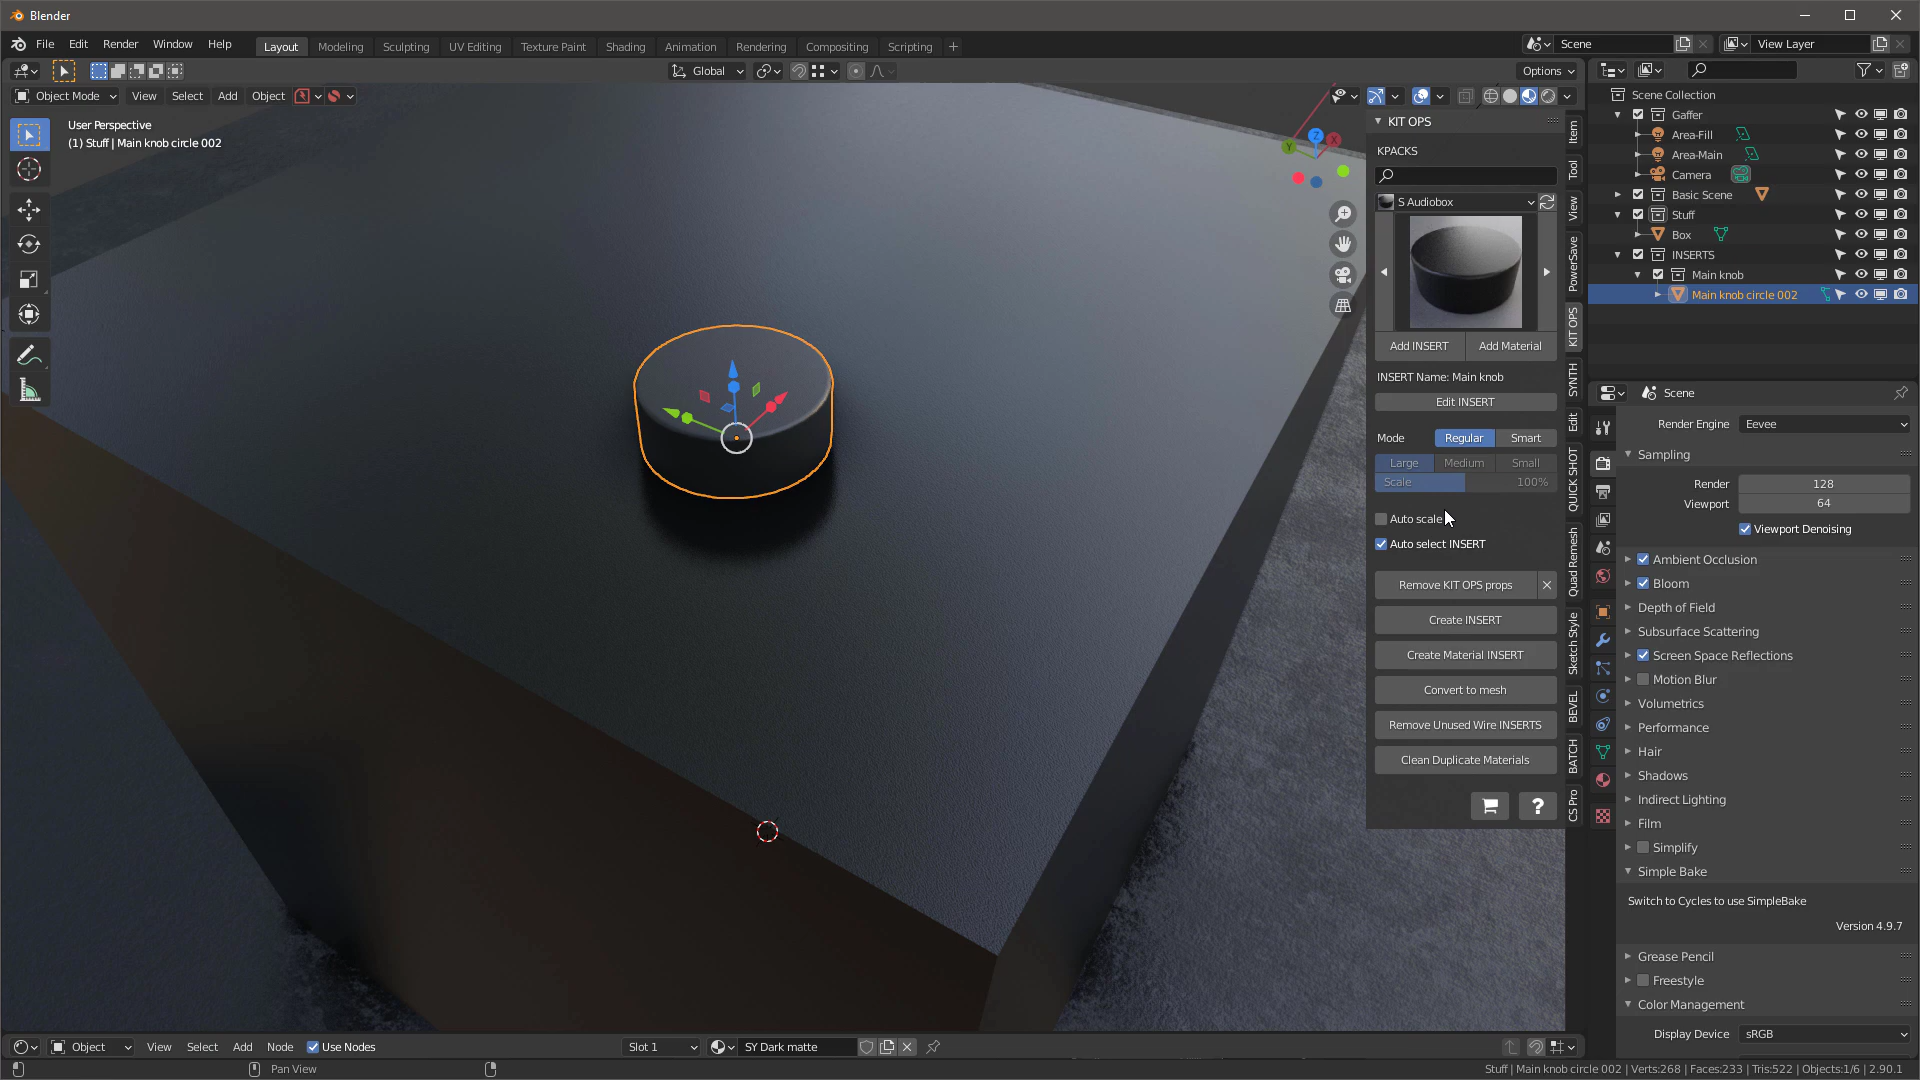 Blender
File Edit Render Window Help Layout Modeling Sculpting UV Editing Texture Paint Shading Animation Rendering Compositing Scripting + Scene View Layer
Global Options
Object Mode View Select Add Object
User Perspective
(1) Stuff | Main knob circle 002
Z
X
Y
KIT OPS
KPACKS
S Audiobox
Add INSERT Add Material
INSERT Name: Main knob
Edit INSERT
Mode Regular Smart
Large Medium Small
Scale 100%
Auto scale
Auto select INSERT
Remove KIT OPS props
Create INSERT
Create Material INSERT
Convert to mesh
Remove Unused Wire INSERTS
Clean Duplicate Materials
?
Item
Tool
View
PowerSave
KIT OPS
SYNTH
Edit
QUICK SHOT
Quad Remesh
Sketch Style
BEVEL
BATCH
CS Pro
Scene Collection
Gaffer
Area-Fill
Area-Main
Camera
Basic Scene
Stuff
Box
INSERTS
Main knob
Main knob circle 002
Scene
Render Engine Eevee
Sampling
Render 128
Viewport 64
Viewport Denoising
Ambient Occlusion
Bloom
Depth of Field
Subsurface Scattering
Screen Space Reflections
Motion Blur
Volumetrics
Performance
Hair
Shadows
Indirect Lighting
Film
Simplify
Simple Bake
Switch to Cycles to use SimpleBake
Version 4.9.7
Grease Pencil
Freestyle
Color Management
Display Device sRGB
Object View Select Add Node Use Nodes Slot 1 SY Dark matte
Pan View
Stuff | Main knob circle 002 | Verts:268 | Faces:233 | Tris:522 | Objects:1/6 | 2.90.1